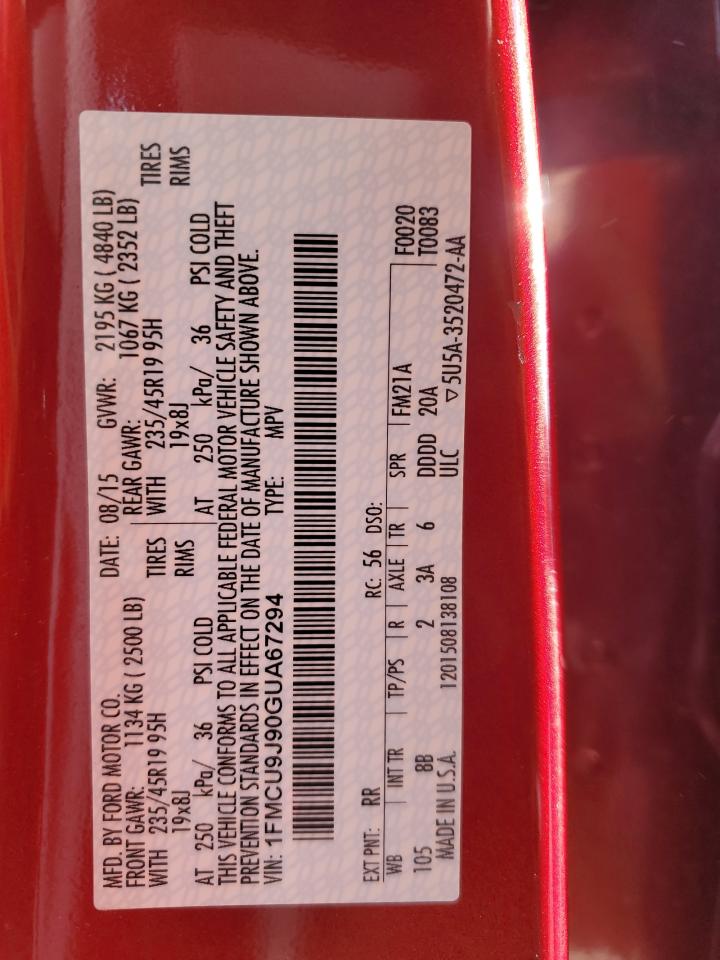 MFD. BY FORD MOTOR CO.
DATE: 08/15 GVWR: 2195 KG ( 4840 LB)
FRONT GAWR: 1134 KG ( 2500 LB) REAR GAWR: 1067 KG ( 2352 LB)
WITH 235/45R19 95H TIRES WITH 235/45R19 95H TIRES
19x8J RIMS 19x8J RIMS
AT 250 kPa/ 36 PSI COLD AT 250 kPa/ 36 PSI COLD
THIS VEHICLE CONFORMS TO ALL APPLICABLE FEDERAL MOTOR VEHICLE SAFETY AND THEFT
PREVENTION STANDARDS IN EFFECT ON THE DATE OF MANUFACTURE SHOWN ABOVE.
VIN: 1FMCU9J90GUA67294 TYPE: MPV
EXT PNT: RR RC: 56 DSO: F0020
WB INT TR TP/PS R AXLE TR SPR FM21A T0083
105 8B 2 3A 6 DDDD 20A
MADE IN U.S.A. 1201508138108 ULC ▽5U5A-3520472-AA